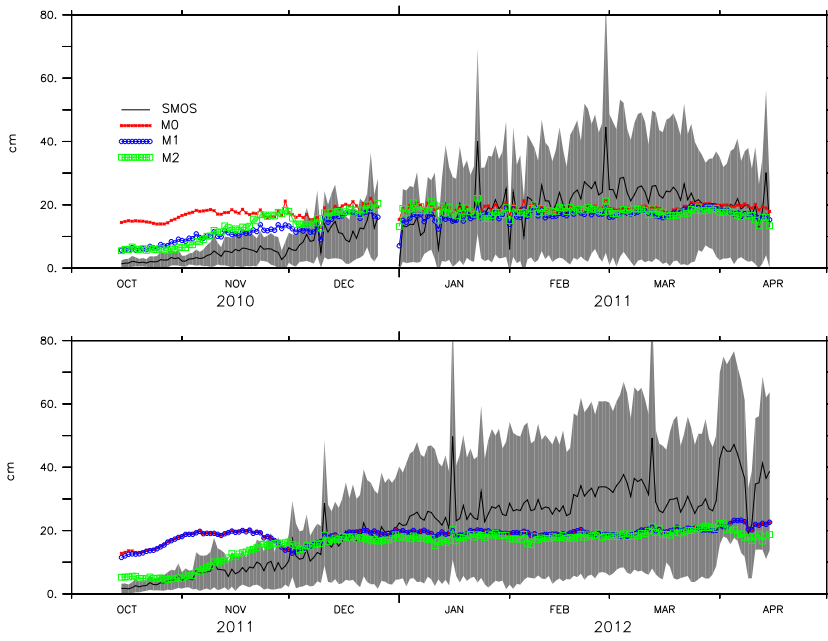 80.
60.
40.
20.
0.
cm
SMOS
M0
M1
M2
OCT NOV DEC JAN FEB MAR APR
2010 2011
80.
60.
40.
20.
0.
cm
OCT NOV DEC JAN FEB MAR APR
2011 2012